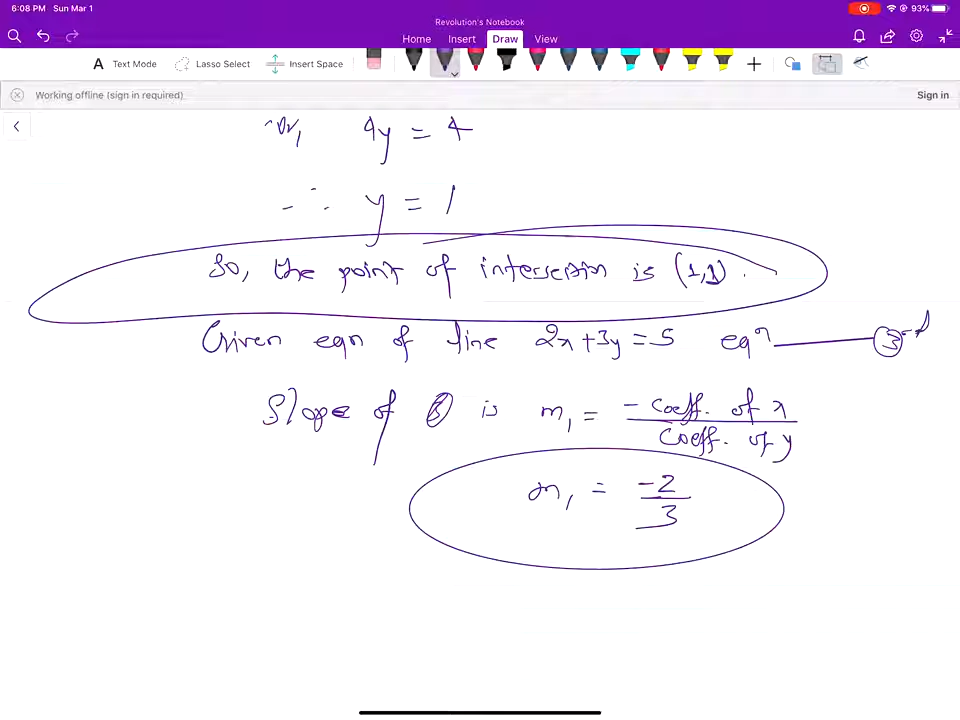 6:08 PM Sun Mar 1
93%
Revolution's Notebook
Home Insert Draw View
Text Mode Lasso Select Insert Space
Working offline (sign in required)
Sign in
or, 4y = 4
∴ y = 1
So, the point of intersection is (1,1).
Given eqn of line 2x+3y=5 eqn 3
Slope of is m₁ = - coeff. of x
coeff. of y
m₁ = -2
3